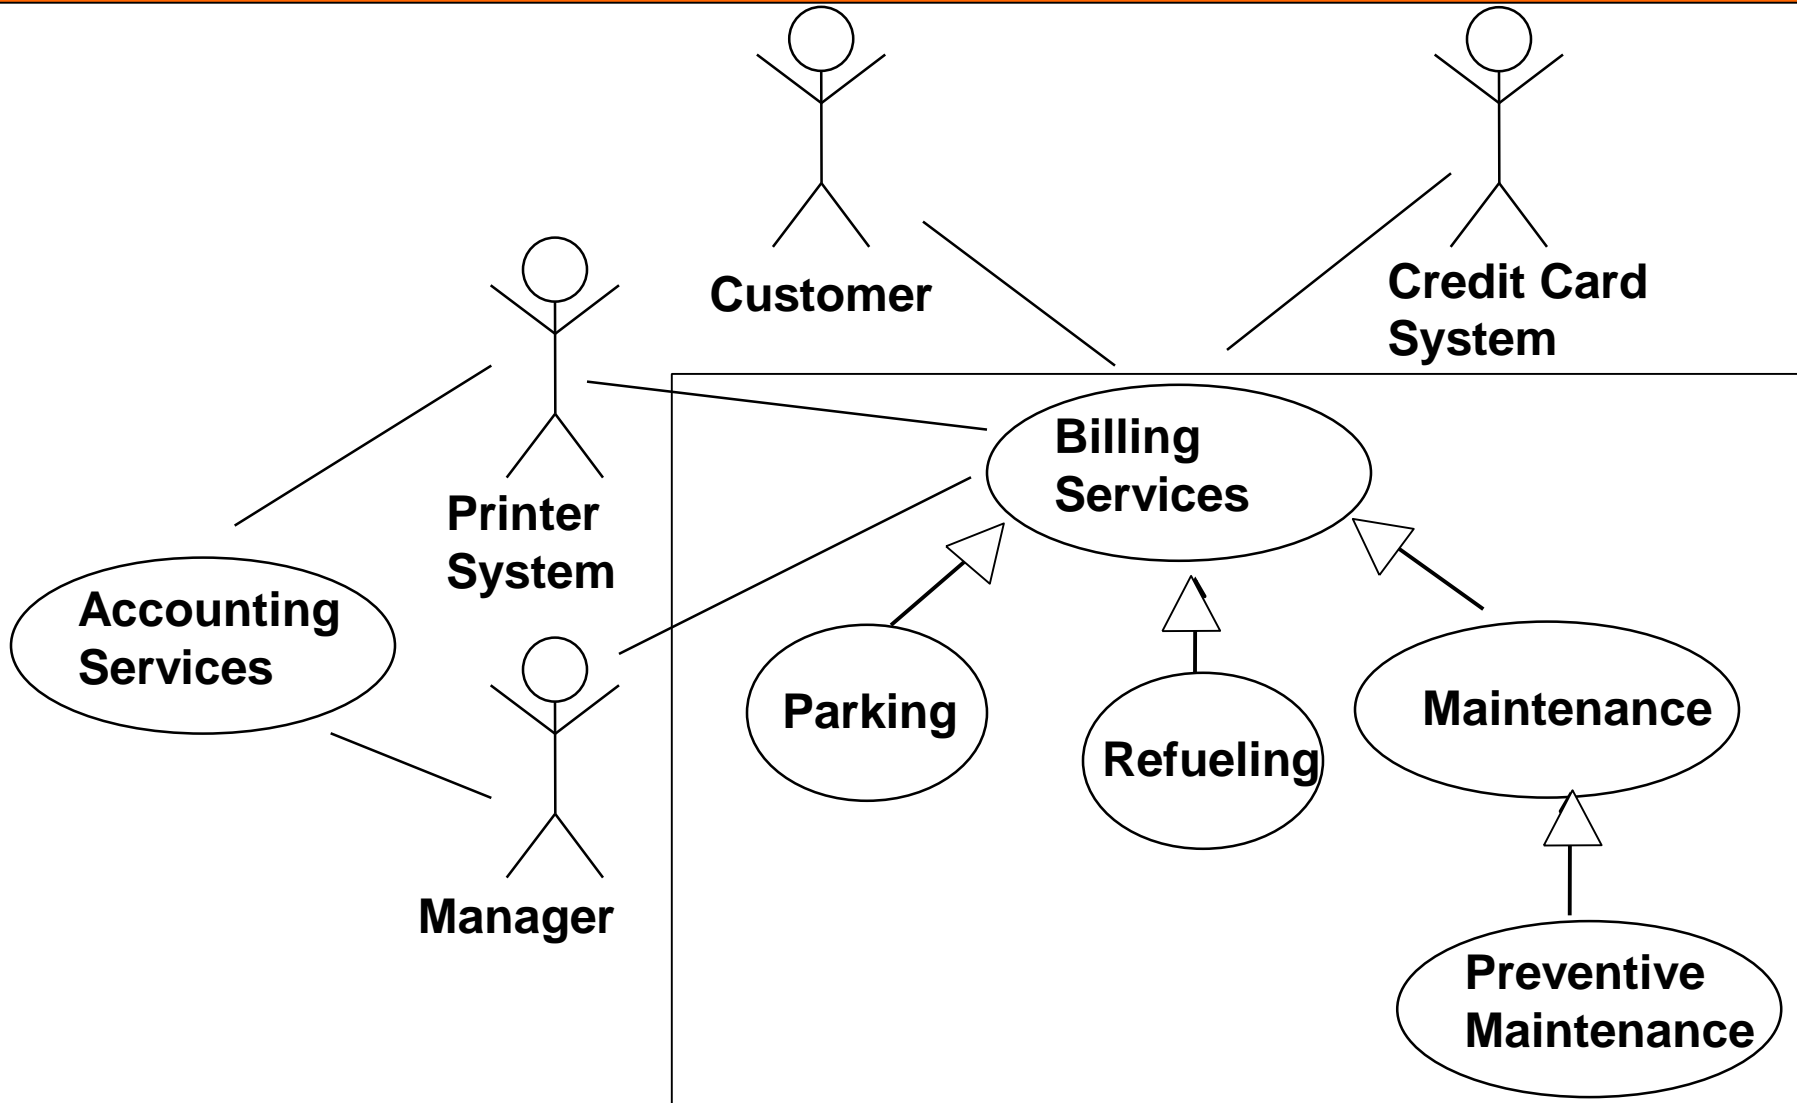 Customer
Credit Card
System
Billing
Services
Printer
System
Accounting
Services
Parking
Refueling
Maintenance
Manager
Preventive
Maintenance